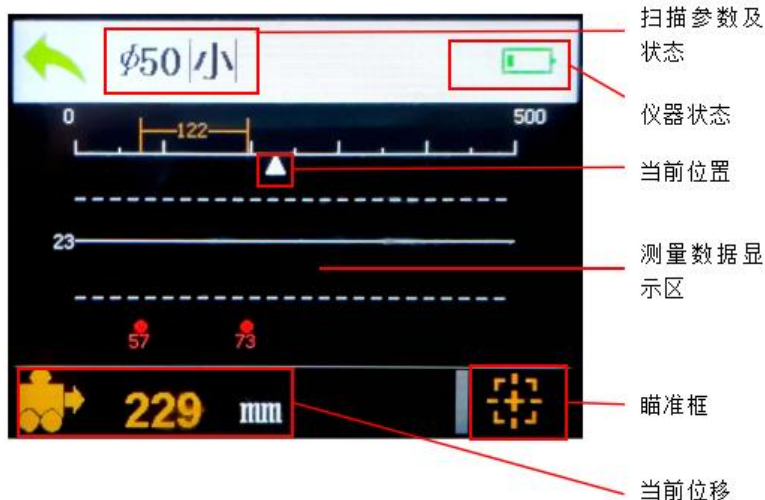 扫描参数及
状态
φ50 小
仪器状态
0
122
500
当前位置
23
测量数据显
示区
57
73
229 mm
瞄准框
当前位移